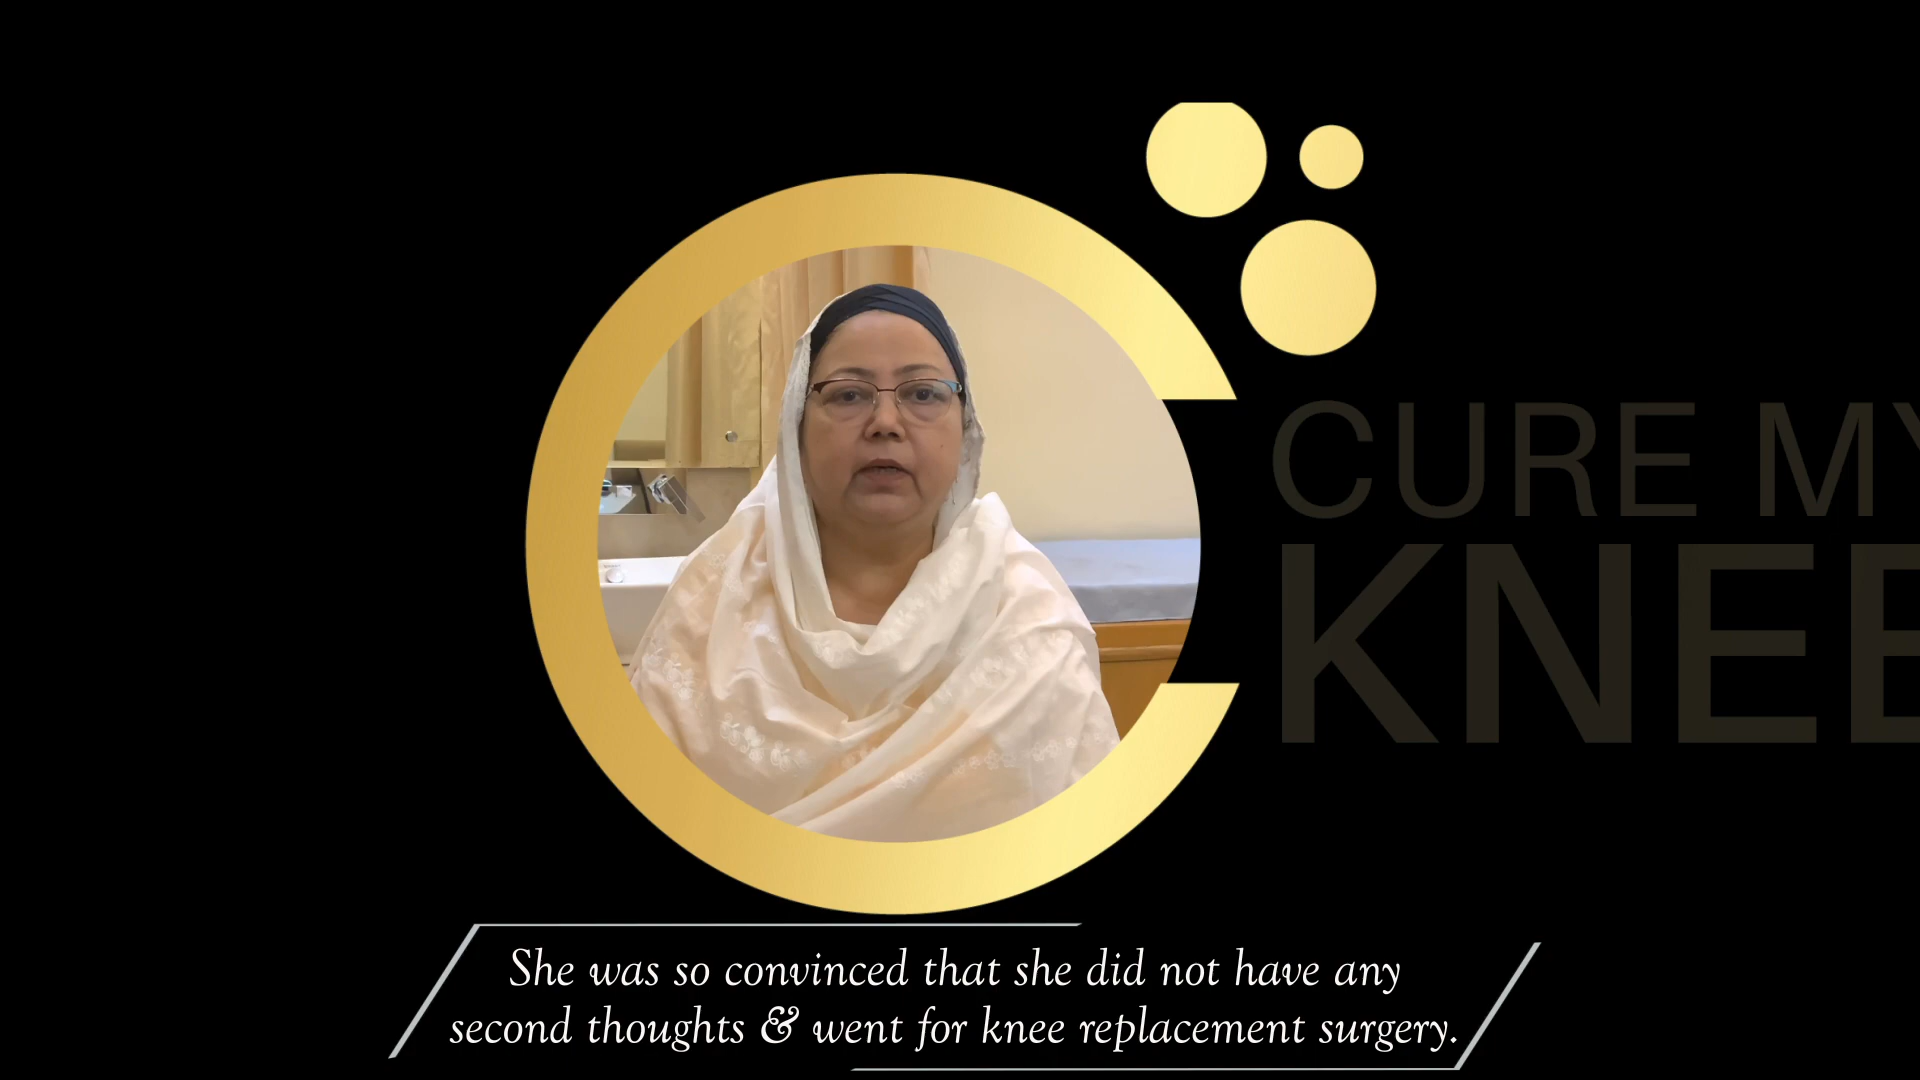 CURE MY
KNEE
She was so convinced that she did not have any
second thoughts & went for knee replacement surgery.